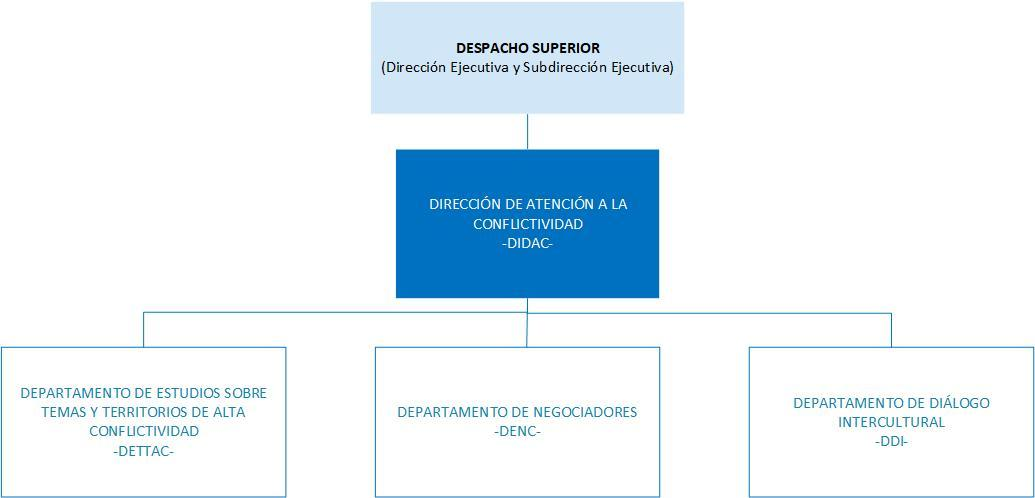 DESPACHO SUPERIOR
(Dirección Ejecutiva y Subdirección Ejecutiva)
DIRECCIÓN DE ATENCIÓN A LA
CONFLICTIVIDAD
-DIDAC-
DEPARTAMENTO DE ESTUDIOS SOBRE
TEMAS Y TERRITORIOS DE ALTA
CONFLICTIVIDAD
-DETTAC-
DEPARTAMENTO DE NEGOCIADORES
-DENC-
DEPARTAMENTO DE DIÁLOGO
INTERCULTURAL
-DDI-